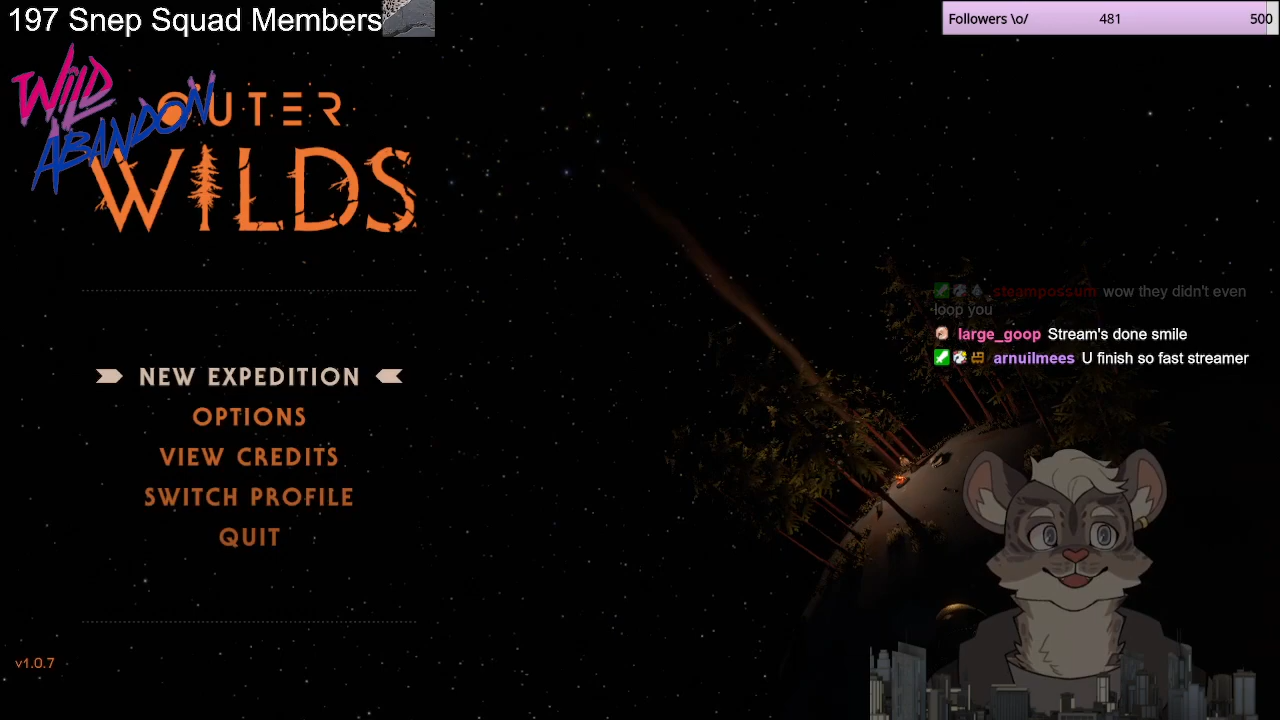 197 Snep Squad Members
Followers \o/ 481 500
WILD
ABANDON
OUTER
WILDS
steampossum wow they didn't even
loop you
large_goop Stream's done smile
arnuilmees U finish so fast streamer
NEW EXPEDITION
OPTIONS
VIEW CREDITS
SWITCH PROFILE
QUIT
v1.0.7